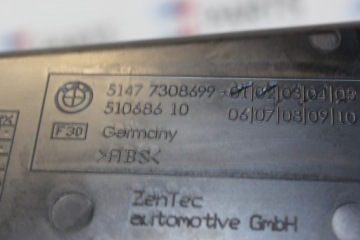 5147 7308699-01|02|03|04|09
510686 10 06|07|08|09|10
F30 Germany
>ABS<
ZenTec
automotive GmbH